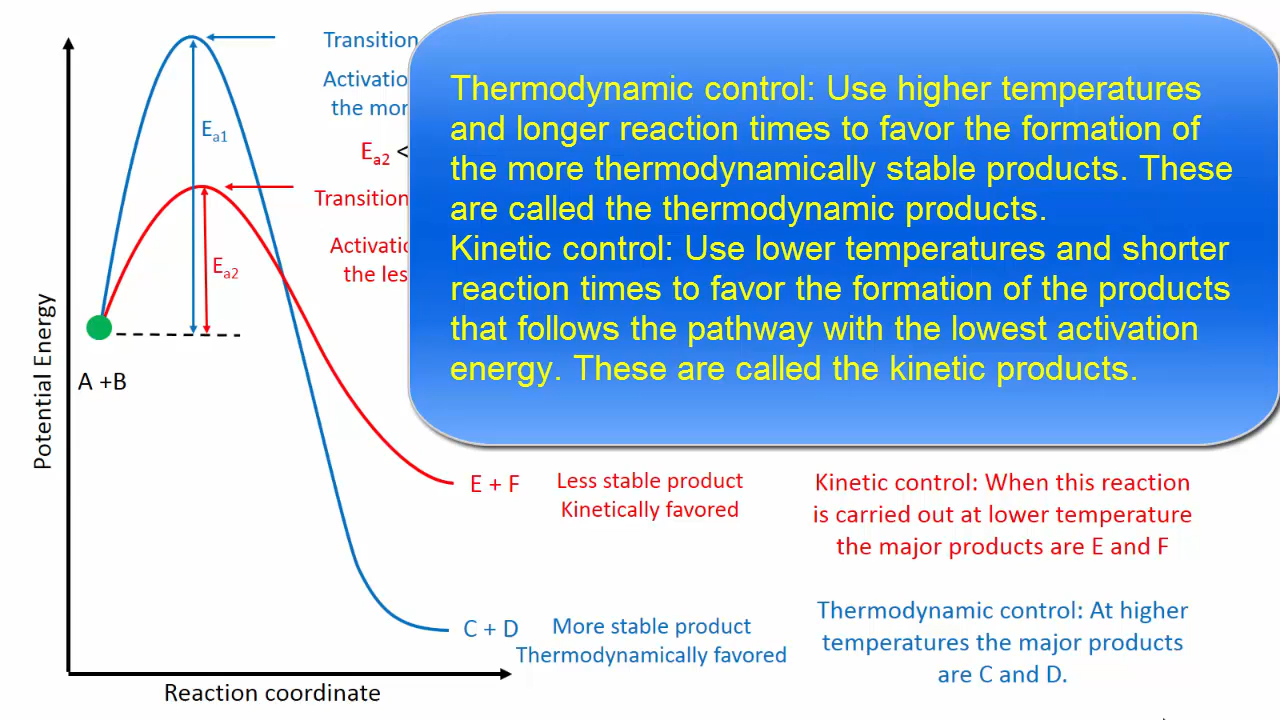 Transition
Activatio
the mor
Ea1
Ea2 <
Transition
Activatio
the les
Ea2
Thermodynamic control: Use higher temperatures
and longer reaction times to favor the formation of
the more thermodynamically stable products. These
are called the thermodynamic products.
Kinetic control: Use lower temperatures and shorter
reaction times to favor the formation of the products
that follows the pathway with the lowest activation
energy. These are called the kinetic products.
Potential Energy
A +B
E + F
Less stable product
Kinetically favored
Kinetic control: When this reaction
is carried out at lower temperature
the major products are E and F
C + D
More stable product
Thermodynamically favored
Thermodynamic control: At higher
temperatures the major products
are C and D.
Reaction coordinate